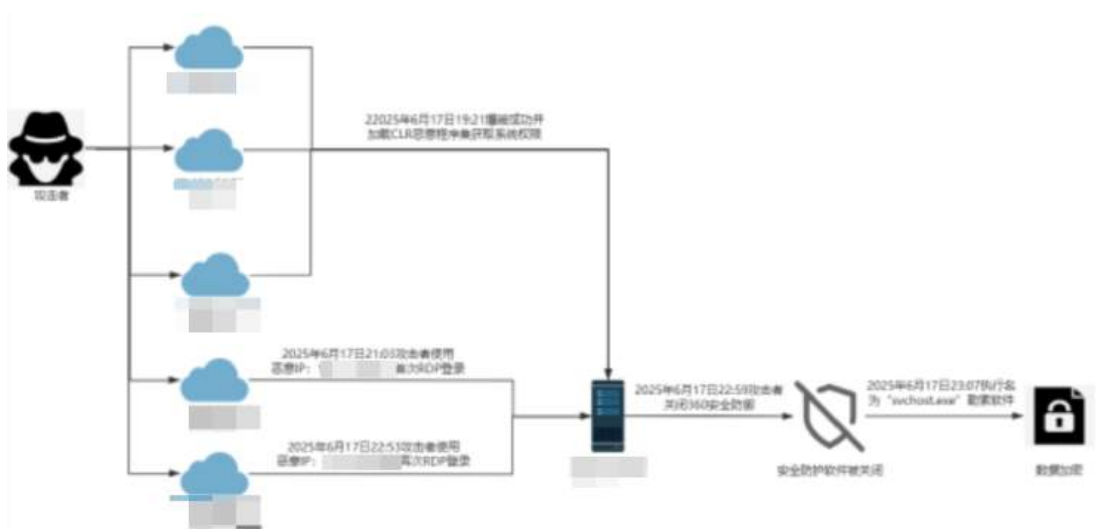 22025年6月17日19:21爆破成功并
加载CLR恶意程序集获取系统权限
攻击者
2025年6月17日21:03攻击者使用
恶意IP: 首次RDP登录
2025年6月17日22:53攻击者使用
恶意IP: 再次RDP登录
2025年6月17日22:59攻击者
关闭360安全防御
2025年6月17日23:07执行名
为“svchost.exe”勒索软件
安全防护软件被关闭
数据加密